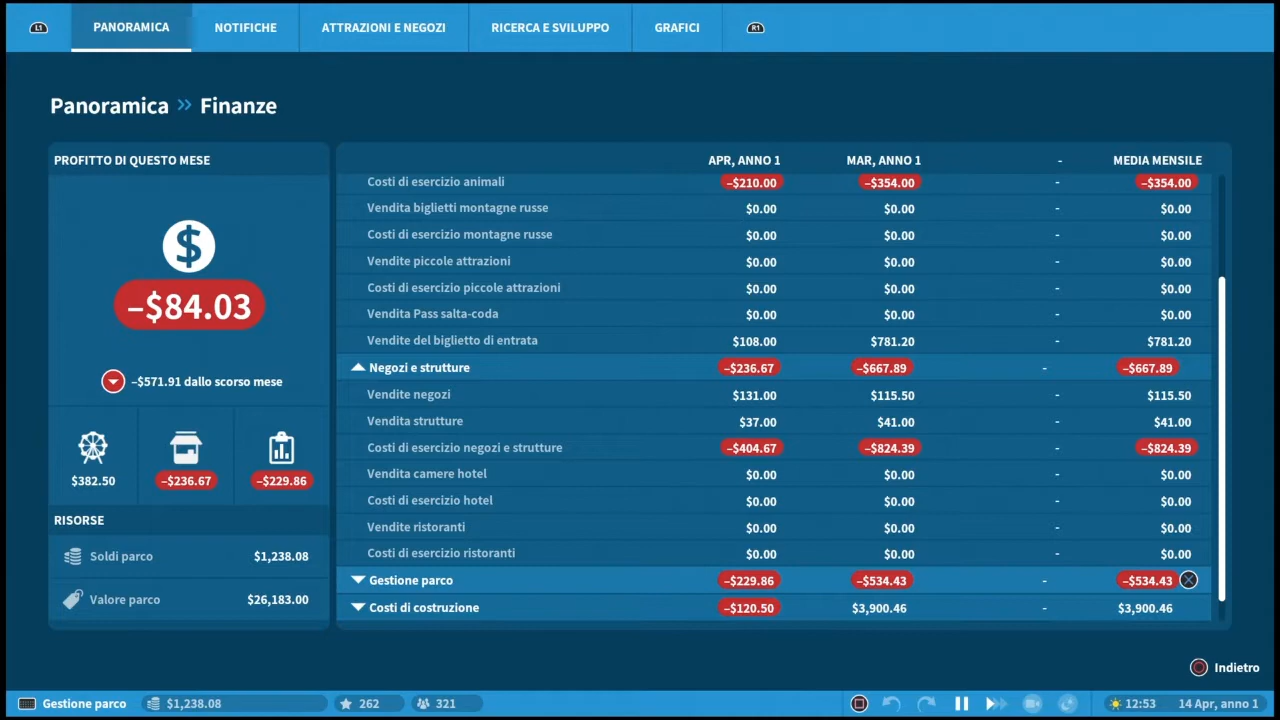 L1 PANORAMICA NOTIFICHE ATTRAZIONI E NEGOZI RICERCA E SVILUPPO GRAFICI R1
Panoramica » Finanze
PROFITTO DI QUESTO MESE
$
–$84.03
–$571.91 dallo scorso mese
$382.50 –$236.67 –$229.86
RISORSE
Soldi parco $1,238.08
Valore parco $26,183.00
APR, ANNO 1 MAR, ANNO 1 - MEDIA MENSILE
Costi di esercizio animali –$210.00 –$354.00 - –$354.00
Vendita biglietti montagne russe $0.00 $0.00 - $0.00
Costi di esercizio montagne russe $0.00 $0.00 - $0.00
Vendite piccole attrazioni $0.00 $0.00 - $0.00
Costi di esercizio piccole attrazioni $0.00 $0.00 - $0.00
Vendita Pass salta-coda $0.00 $0.00 - $0.00
Vendite del biglietto di entrata $108.00 $781.20 - $781.20
Negozi e strutture –$236.67 –$667.89 - –$667.89
Vendite negozi $131.00 $115.50 - $115.50
Vendita strutture $37.00 $41.00 - $41.00
Costi di esercizio negozi e strutture –$404.67 –$824.39 - –$824.39
Vendita camere hotel $0.00 $0.00 - $0.00
Costi di esercizio hotel $0.00 $0.00 - $0.00
Vendite ristoranti $0.00 $0.00 - $0.00
Costi di esercizio ristoranti $0.00 $0.00 - $0.00
Gestione parco –$229.86 –$534.43 - –$534.43
Costi di costruzione –$120.50 $3,900.46 - $3,900.46
Indietro
Gestione parco $1,238.08 262 321 12:53 14 Apr, anno 1